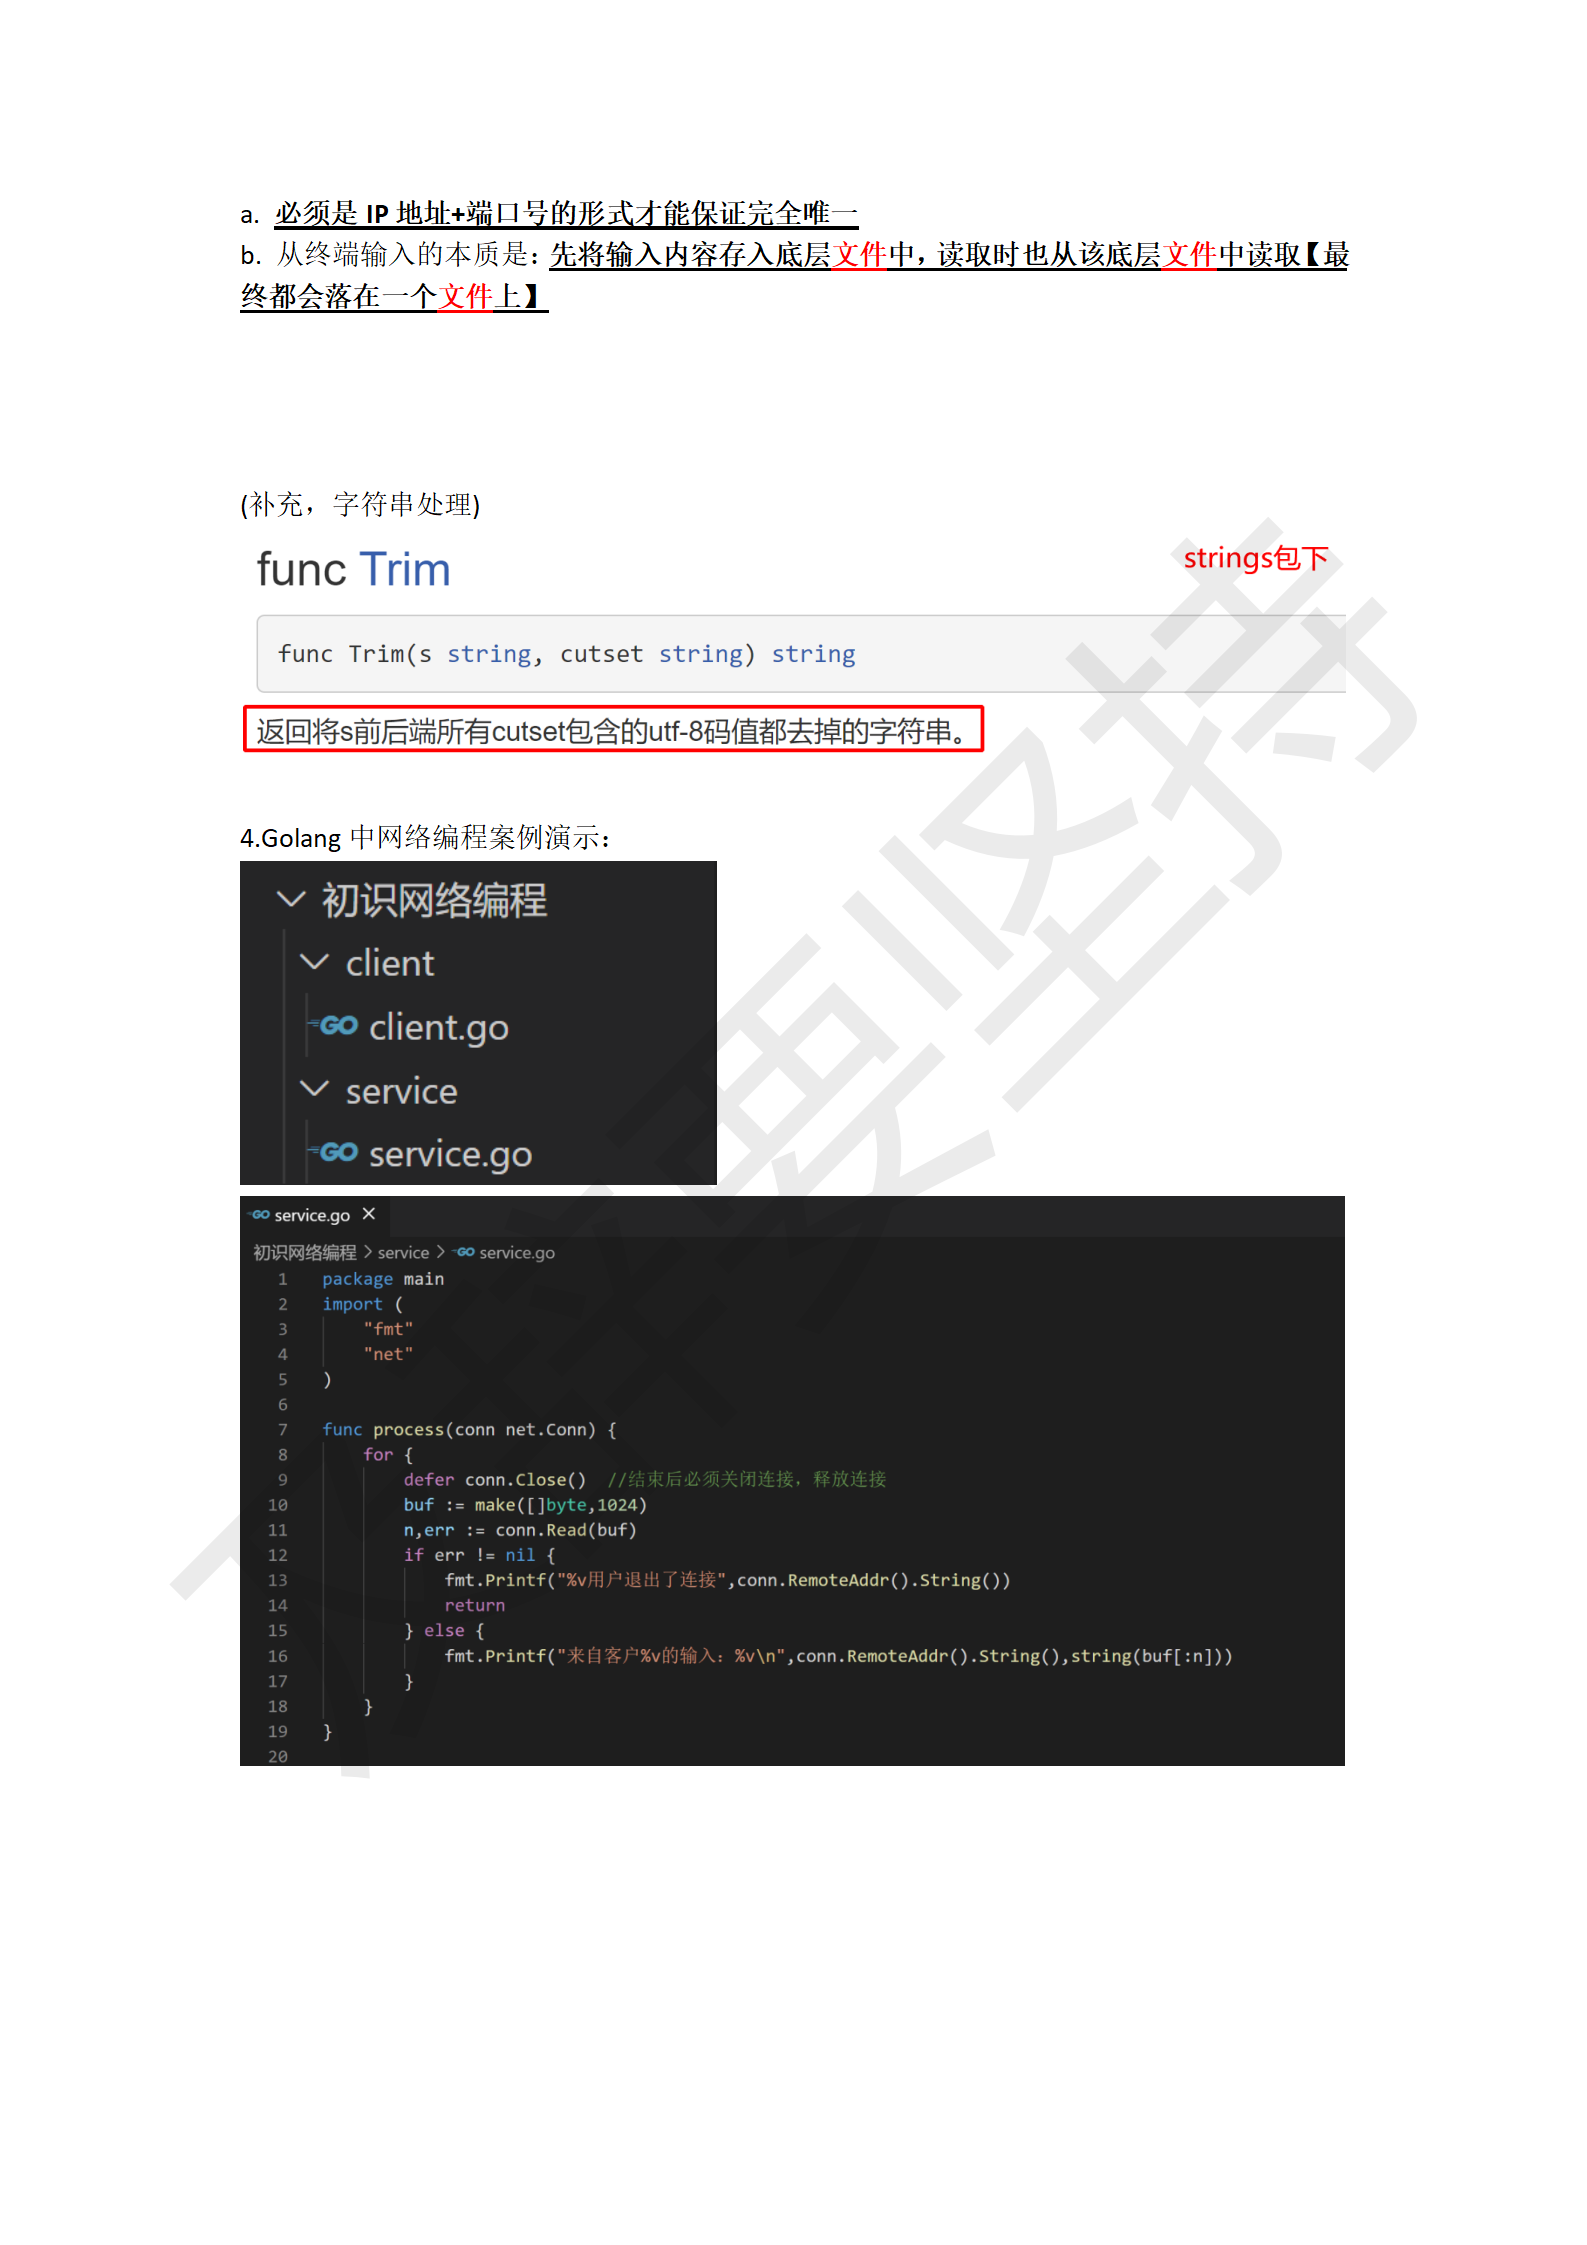 a. 必须是 IP 地址+端口号的形式才能保证完全唯一
b. 从终端输入的本质是：先将输入内容存入底层文件中，读取时也从该底层文件中读取【最
终都会落在一个文件上】
(补充，字符串处理)
func Trim
strings包下
func Trim(s string, cutset string) string
返回将s前后端所有cutset包含的utf-8码值都去掉的字符串。
4.Golang 中网络编程案例演示：
初识网络编程
client
GO client.go
service
GO service.go
GO service.go ×
初识网络编程 > service > GO service.go
1 package main
2 import (
3 "fmt"
4 "net"
5 )
6
7 func process(conn net.Conn) {
8 for {
9 defer conn.Close() //结束后必须关闭连接，释放连接
10 buf := make([]byte,1024)
11 n,err := conn.Read(buf)
12 if err != nil {
13 fmt.Printf("%v用户退出了连接",conn.RemoteAddr().String())
14 return
15 } else {
16 fmt.Printf("来自客户%v的输入：%v\n",conn.RemoteAddr().String(),string(buf[:n]))
17 }
18 }
19 }
20
要坚持